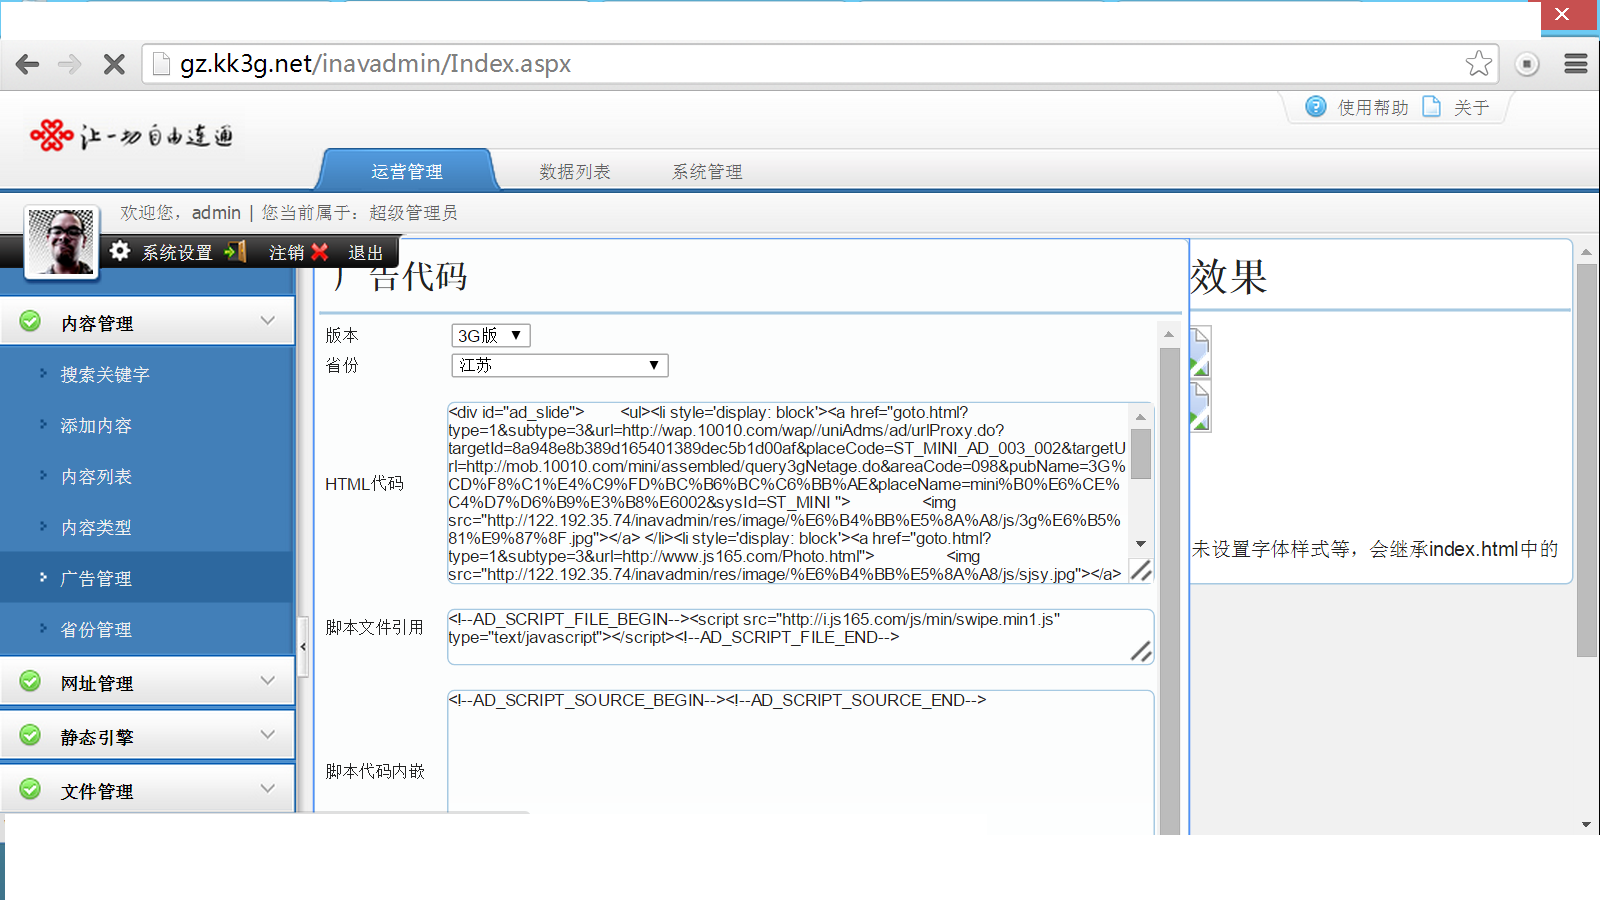 gz.kk3g.net/inavadmin/Index.aspx
使用帮助 关于
让一切自由连通
运营管理 数据列表 系统管理
欢迎您，admin | 您当前属于：超级管理员
系统设置 注销 退出
内容管理
搜索关键字
添加内容
内容列表
内容类型
广告管理
省份管理
网址管理
静态引擎
文件管理
广告代码
版本 3G版
省份 江苏
HTML代码
<div id="ad_slide"> <ul><li style='display: block'><a href="goto.html?
type=1&subtype=3&url=http://wap.10010.com/wap//uniAdms/ad/urlProxy.do?
targetId=8a948e8b389d165401389dec5b1d00af&placeCode=ST_MINI_AD_003_002&targetU
rl=http://mob.10010.com/mini/assembled/query3gNetage.do&areaCode=098&pubName=3G%
CD%F8%C1%E4%C9%FD%BC%B6%BC%C6%BB%AE&placeName=mini%B0%E6%CE%
C4%D7%D6%B9%E3%B8%E6002&sysId=ST_MINI "> <img
src="http://122.192.35.74/inavadmin/res/image/%E6%B4%BB%E5%8A%A8/js/3g%E6%B5%
81%E9%87%8F.jpg"></a> </li><li style='display: block'><a href="goto.html?
type=1&subtype=3&url=http://www.js165.com/Photo.html"> <img
src="http://122.192.35.74/inavadmin/res/image/%E6%B4%BB%E5%8A%A8/js/sjsy.jpg"></a>
脚本文件引用
<!--AD_SCRIPT_FILE_BEGIN--><script src="http://i.js165.com/js/min/swipe.min1.js"
type="text/javascript"></script><!--AD_SCRIPT_FILE_END-->
脚本代码内嵌
<!--AD_SCRIPT_SOURCE_BEGIN--><!--AD_SCRIPT_SOURCE_END-->
效果
未设置字体样式等，会继承index.html中的